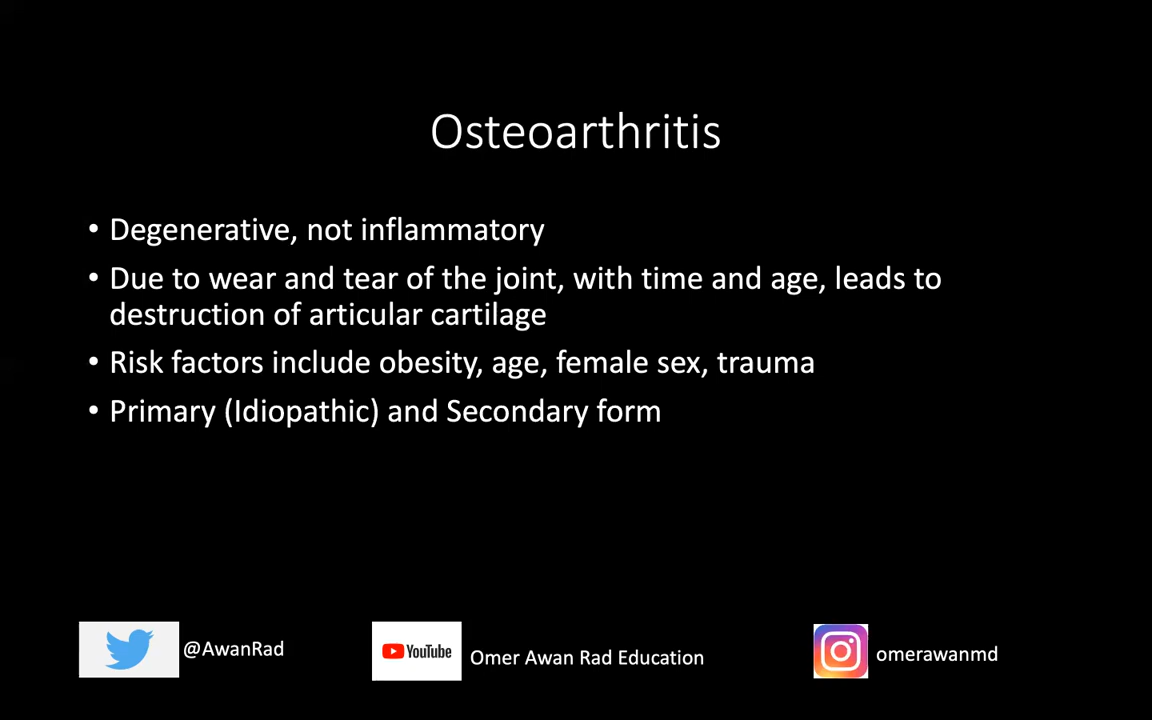 Osteoarthritis
• Degenerative, not inflammatory
• Due to wear and tear of the joint, with time and age, leads to
destruction of articular cartilage
• Risk factors include obesity, age, female sex, trauma
• Primary (Idiopathic) and Secondary form
@AwanRad
YouTube
Omer Awan Rad Education
omerawanmd